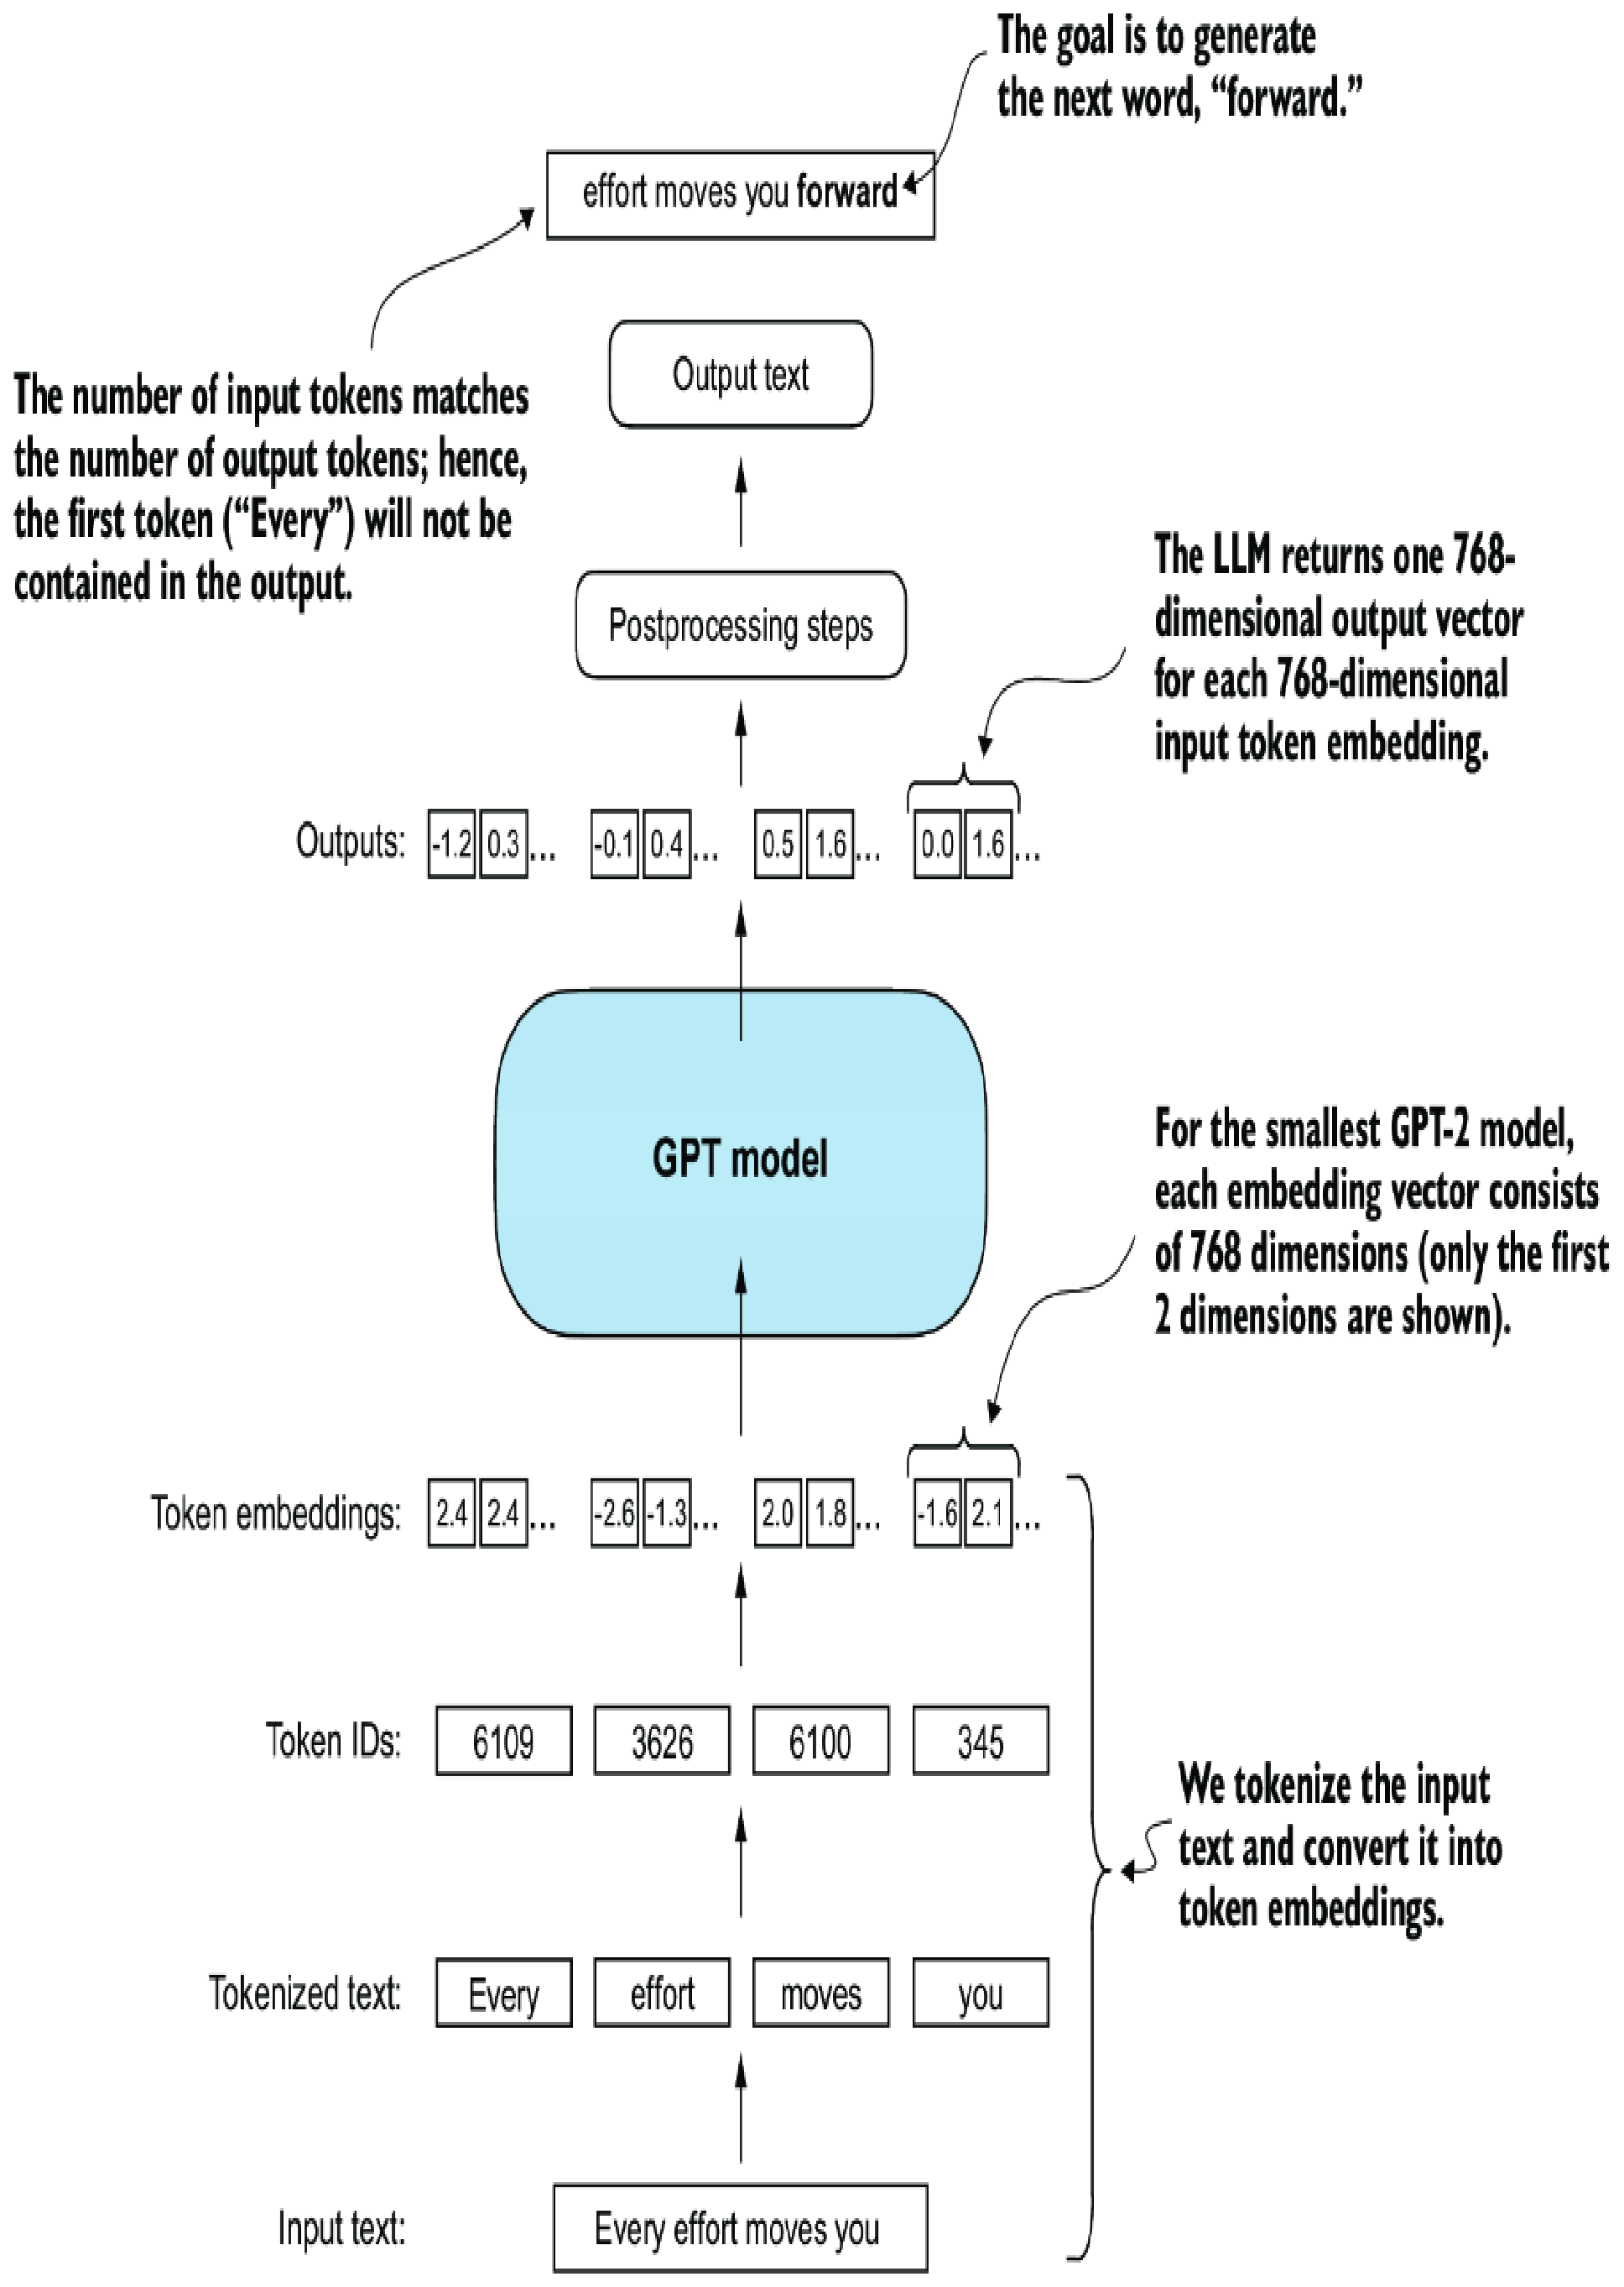 The goal is to generate
the next word, “forward.”
effort moves you forward
Output text
The number of input tokens matches
the number of output tokens; hence,
the first token (“Every”) will not be
contained in the output.
Postprocessing steps
The LLM returns one 768-
dimensional output vector
for each 768-dimensional
input token embedding.
Outputs: -1.2 0.3 ... -0.1 0.4 ... 0.5 1.6 ... 0.0 1.6 ...
GPT model
For the smallest GPT-2 model,
each embedding vector consists
of 768 dimensions (only the first
2 dimensions are shown).
Token embeddings: 2.4 2.4 ... -2.6 -1.3 ... 2.0 1.8 ... -1.6 2.1 ...
Token IDs: 6109 3626 6100 345
We tokenize the input
text and convert it into
token embeddings.
Tokenized text: Every effort moves you
Input text: Every effort moves you